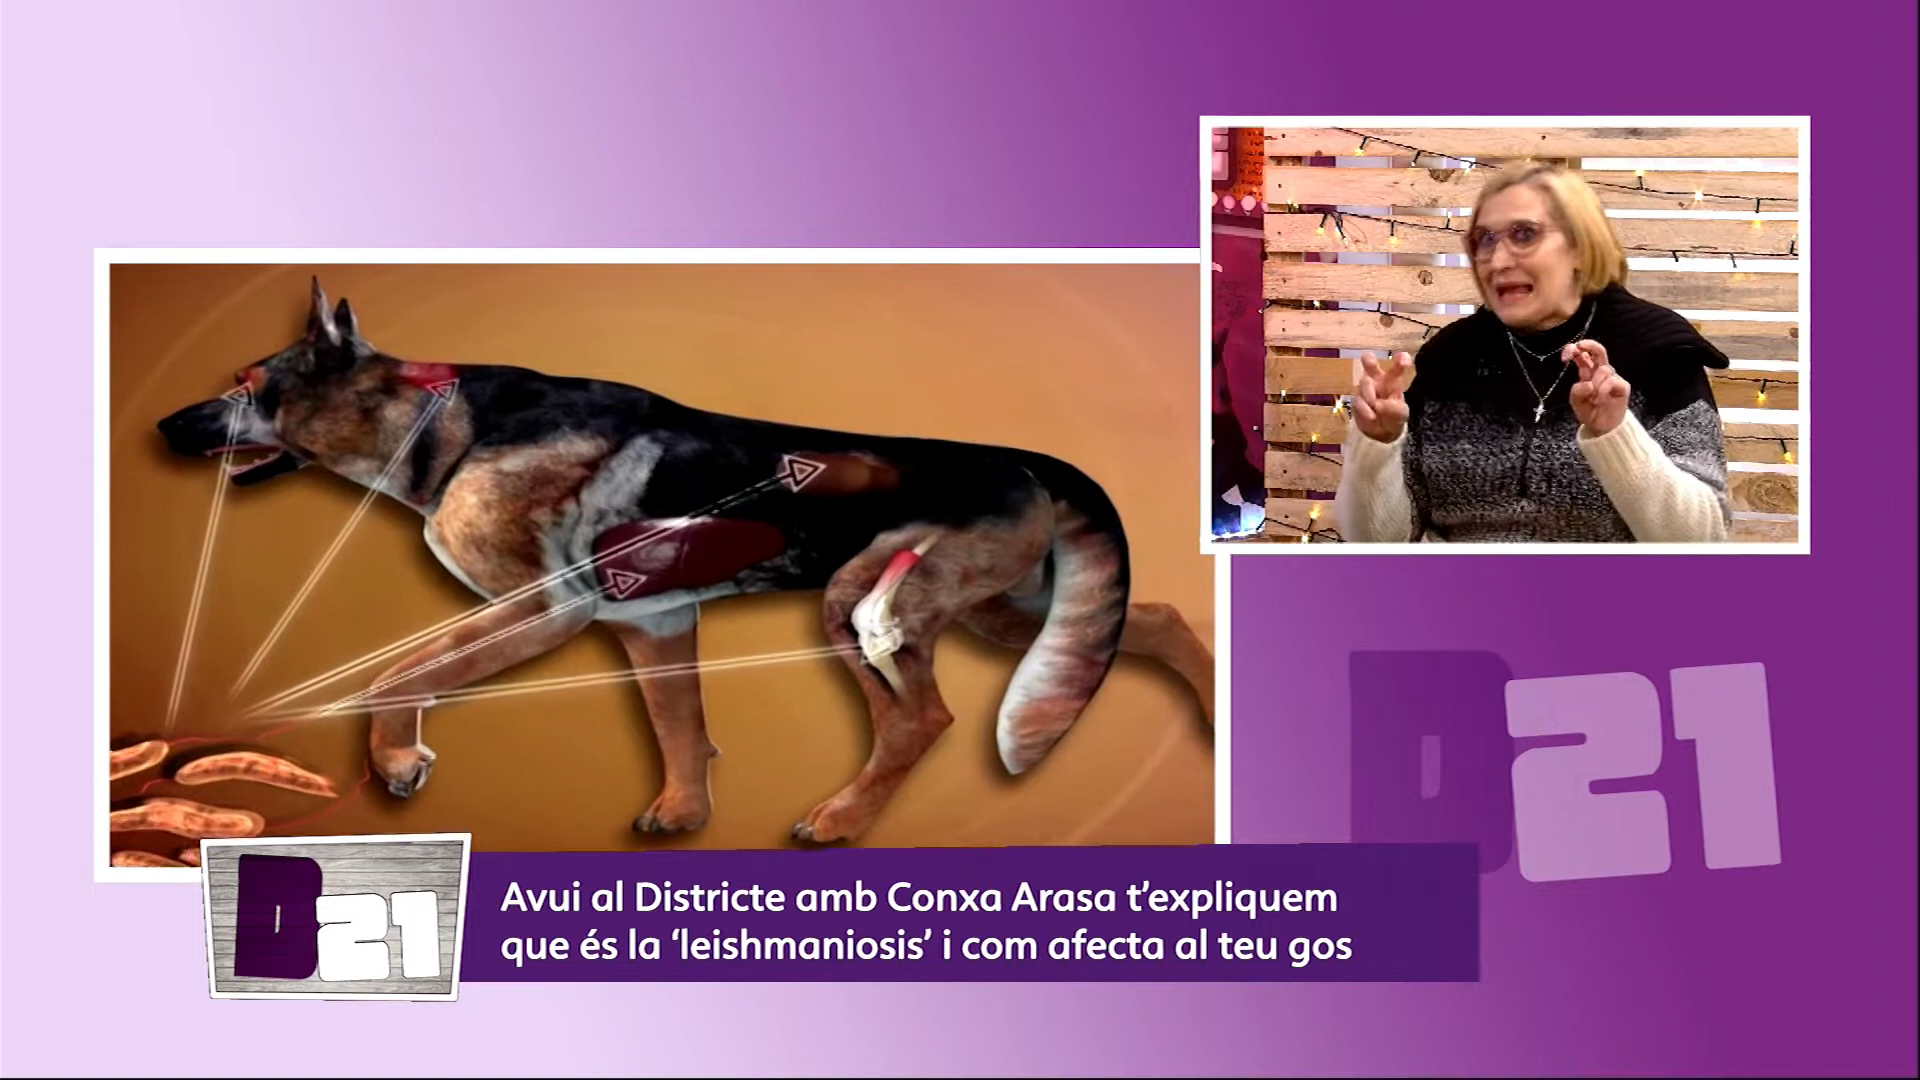 D21
D21
Avui al Districte amb Conxa Arasa t'expliquem
que és la 'leishmaniosis' i com afecta al teu gos